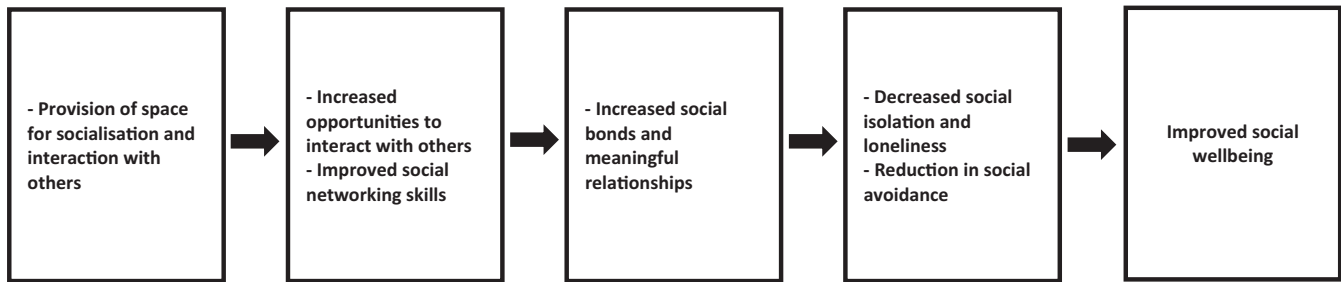 - Provision of space
for socialisation and
interaction with
others
- Increased
opportunities to
interact with others
- Improved social
networking skills
- Increased social
bonds and
meaningful
relationships
- Decreased social
isolation and
loneliness
- Reduction in social
avoidance
Improved social
wellbeing